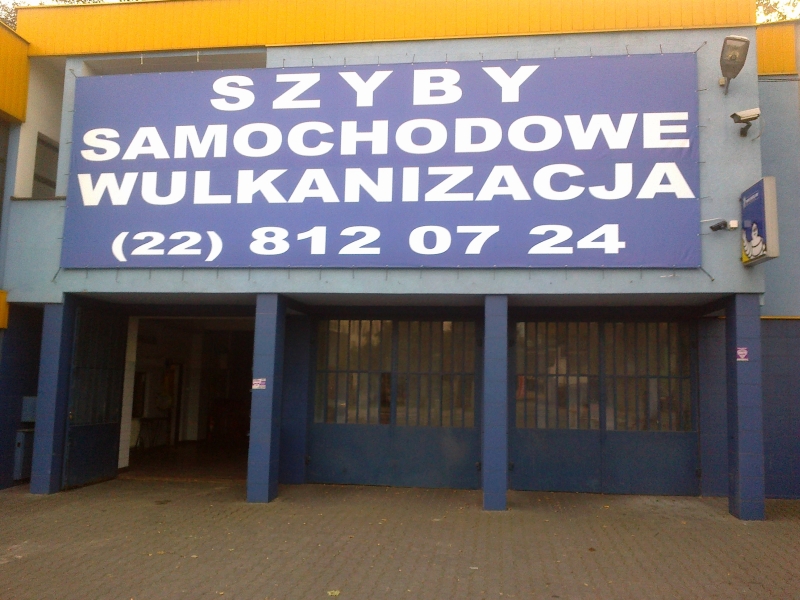 SZYBY
SAMOCHODOWE
WULKANIZACJA
(22) 812 07 24